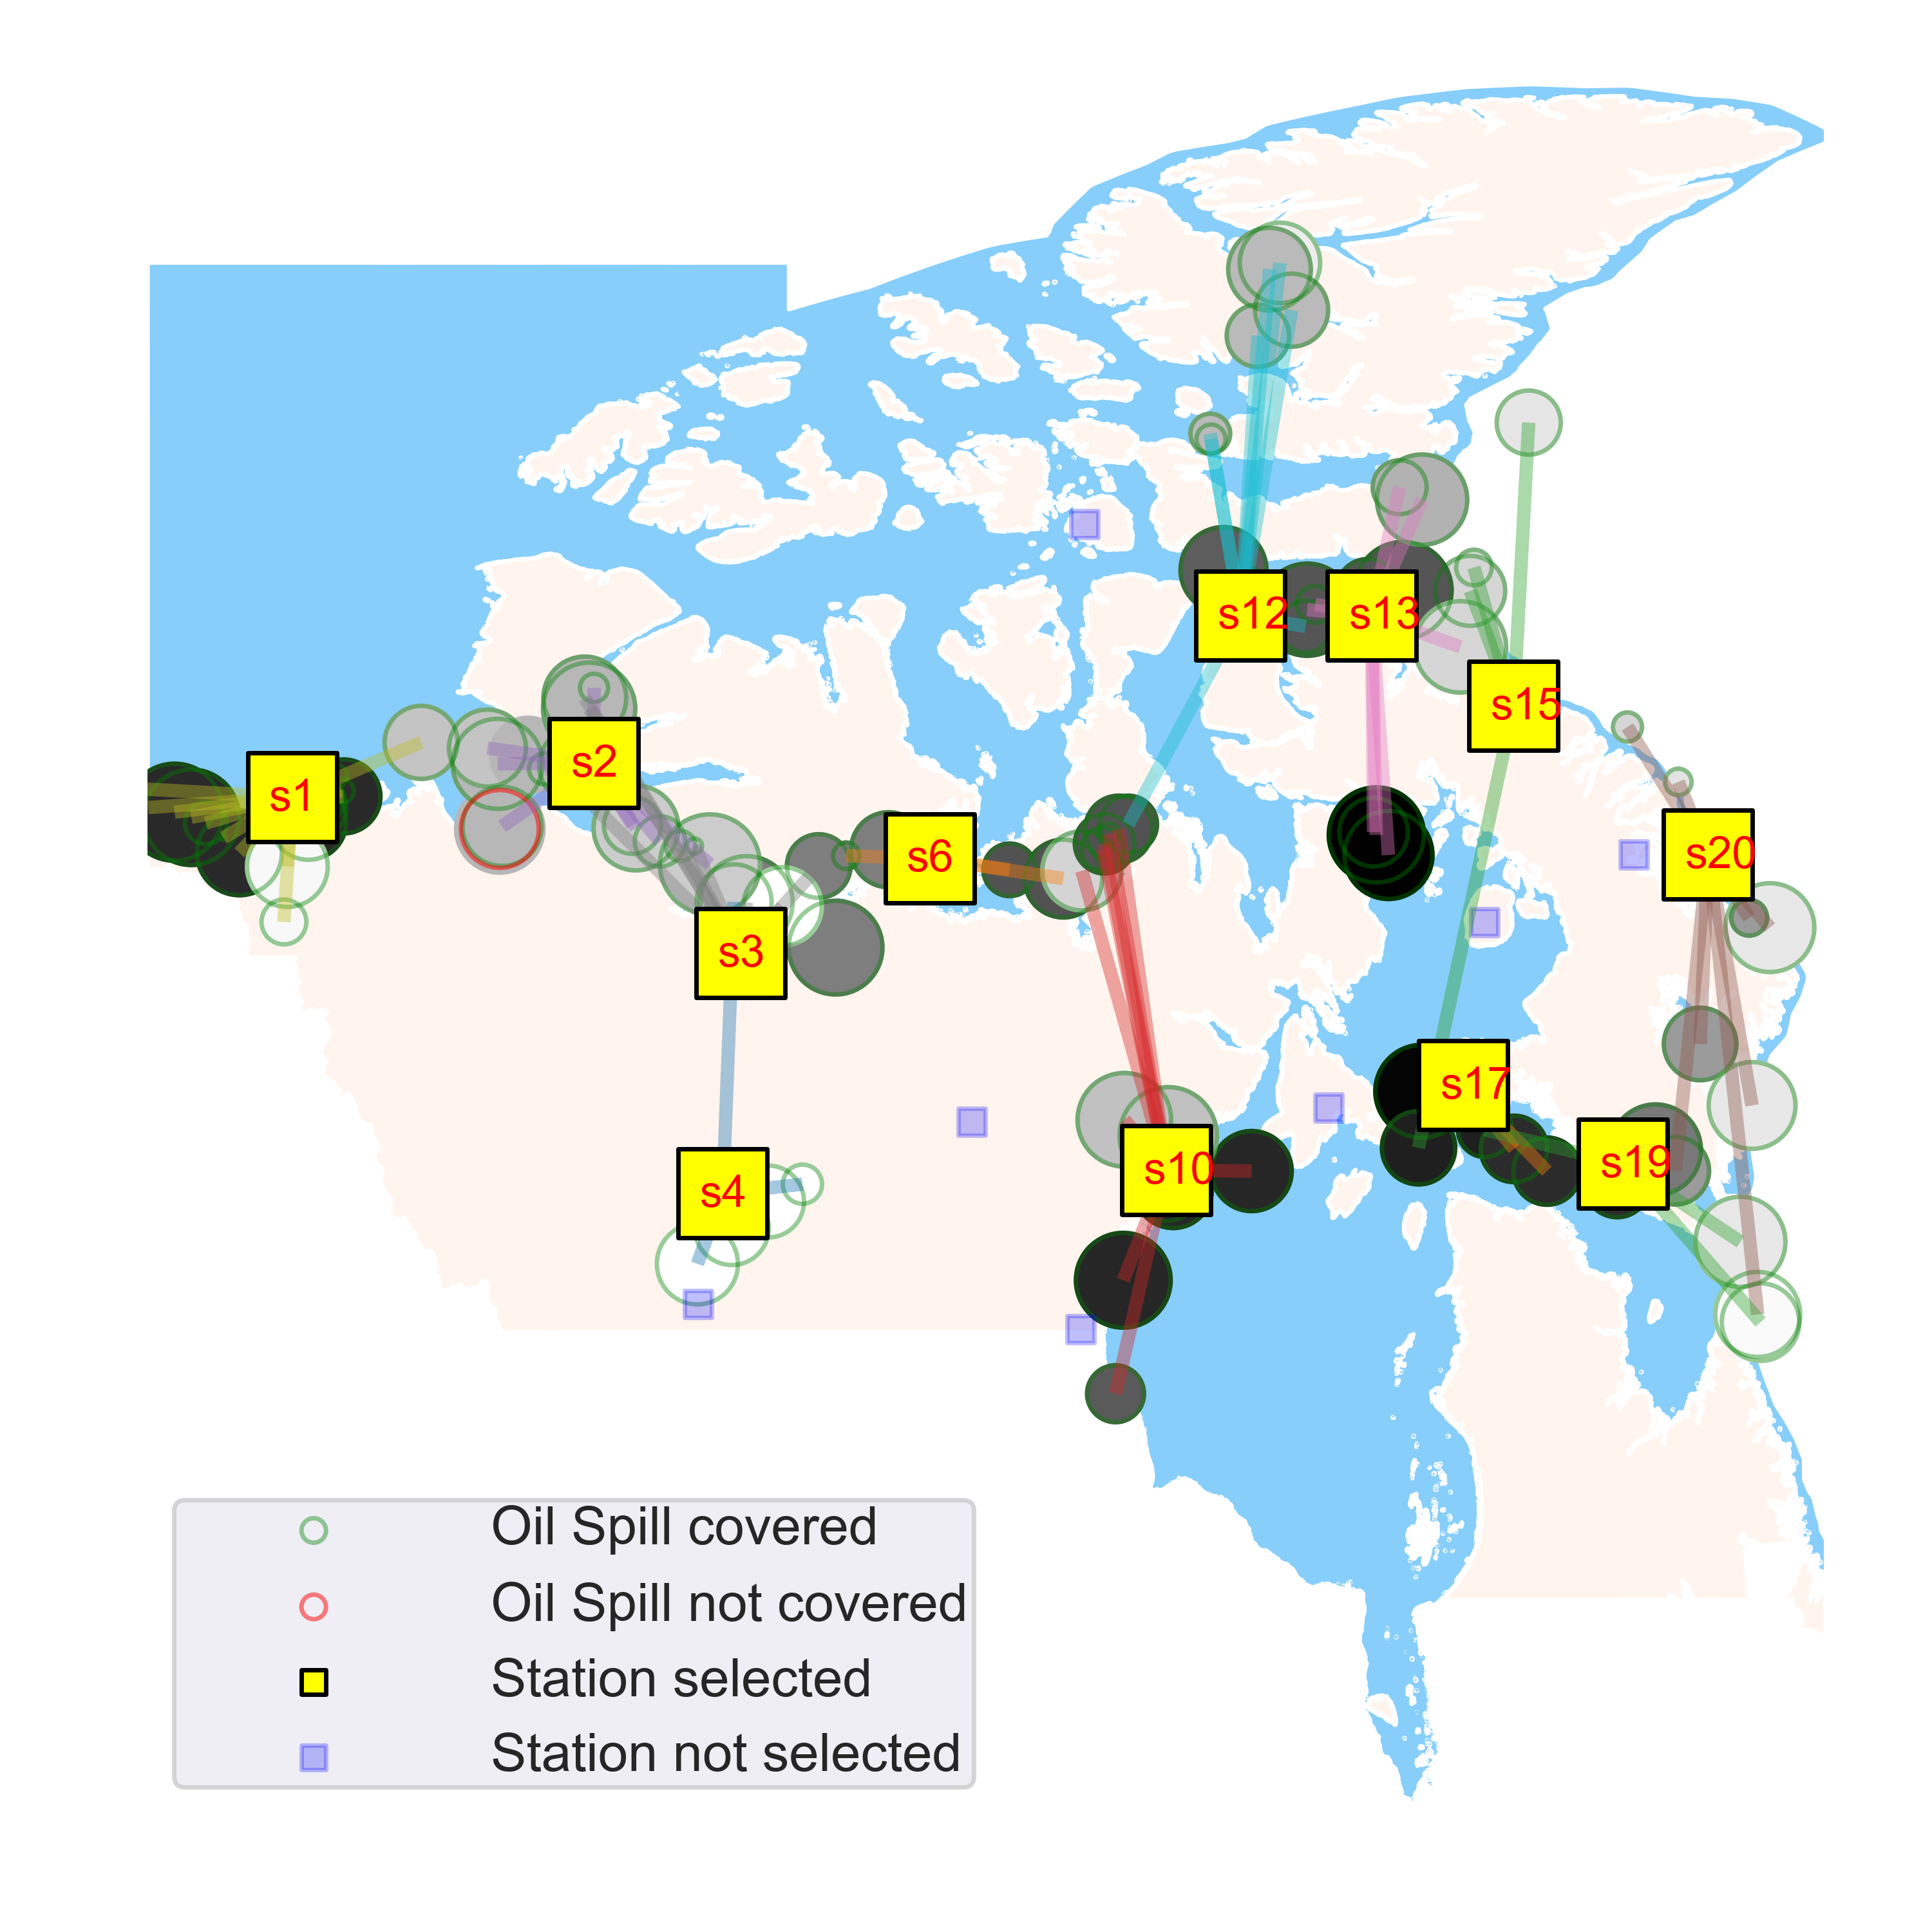 s12
s13
s15
s2
s1
s6
s20
s3
s17
s10
s19
s4
Oil Spill covered
Oil Spill not covered
Station selected
Station not selected